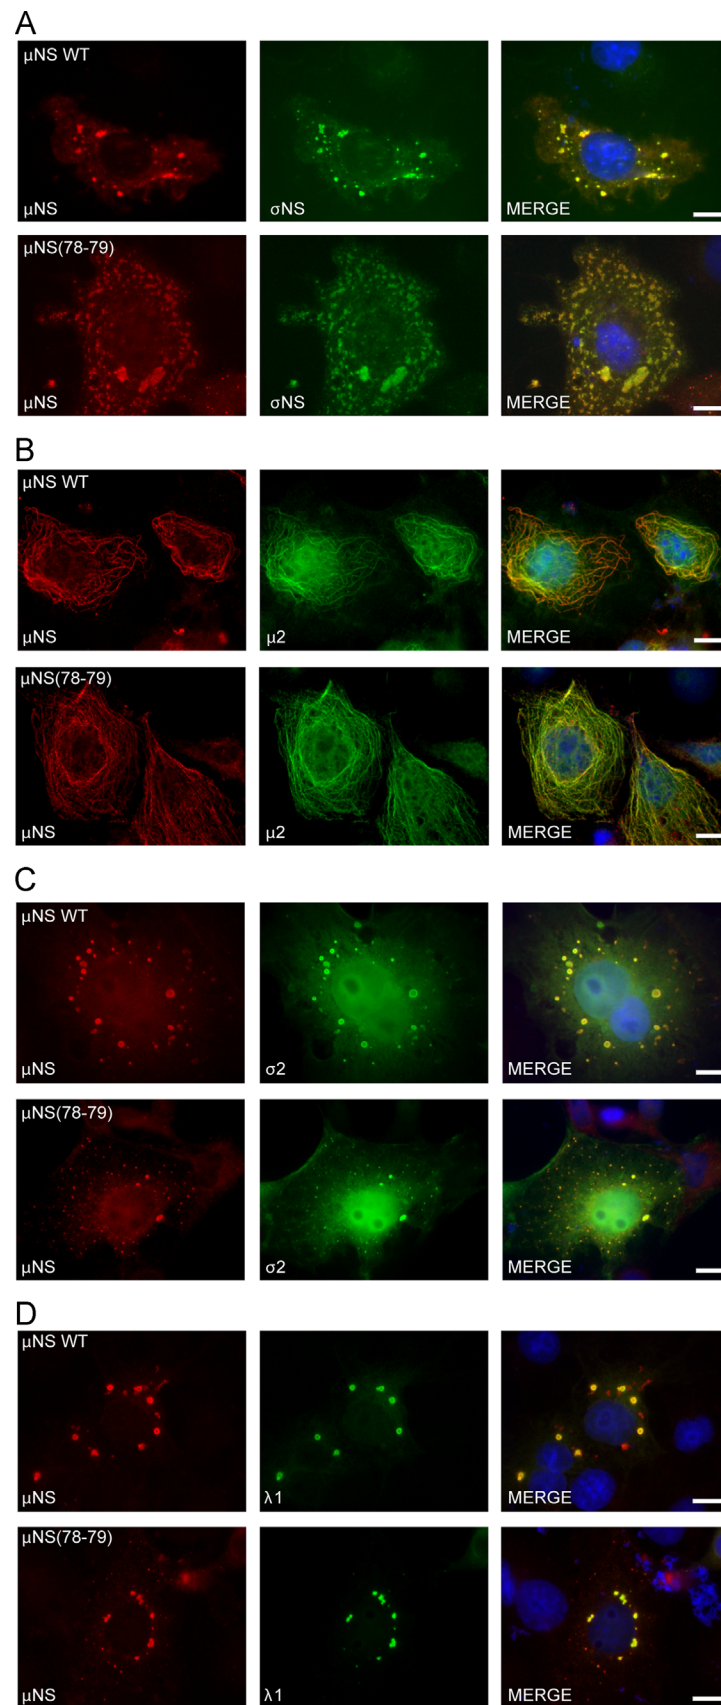 A
μNS WT
μNS
σNS
MERGE
μNS(78-79)
μNS
σNS
MERGE
B
μNS WT
μNS
μ2
MERGE
μNS(78-79)
μNS
μ2
MERGE
C
μNS WT
μNS
σ2
MERGE
μNS(78-79)
μNS
σ2
MERGE
D
μNS WT
μNS
λ1
MERGE
μNS(78-79)
μNS
λ1
MERGE